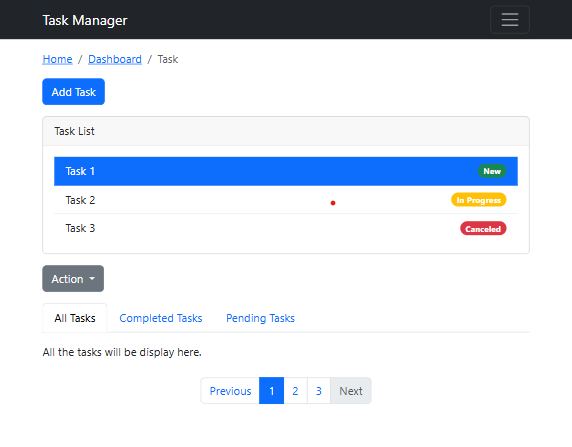 Task Manager
Home / Dashboard / Task
Add Task
Task List
Task 1 New
Task 2 In Progress
Task 3 Canceled
Action
All Tasks Completed Tasks Pending Tasks
All the tasks will be display here.
Previous 1 2 3 Next